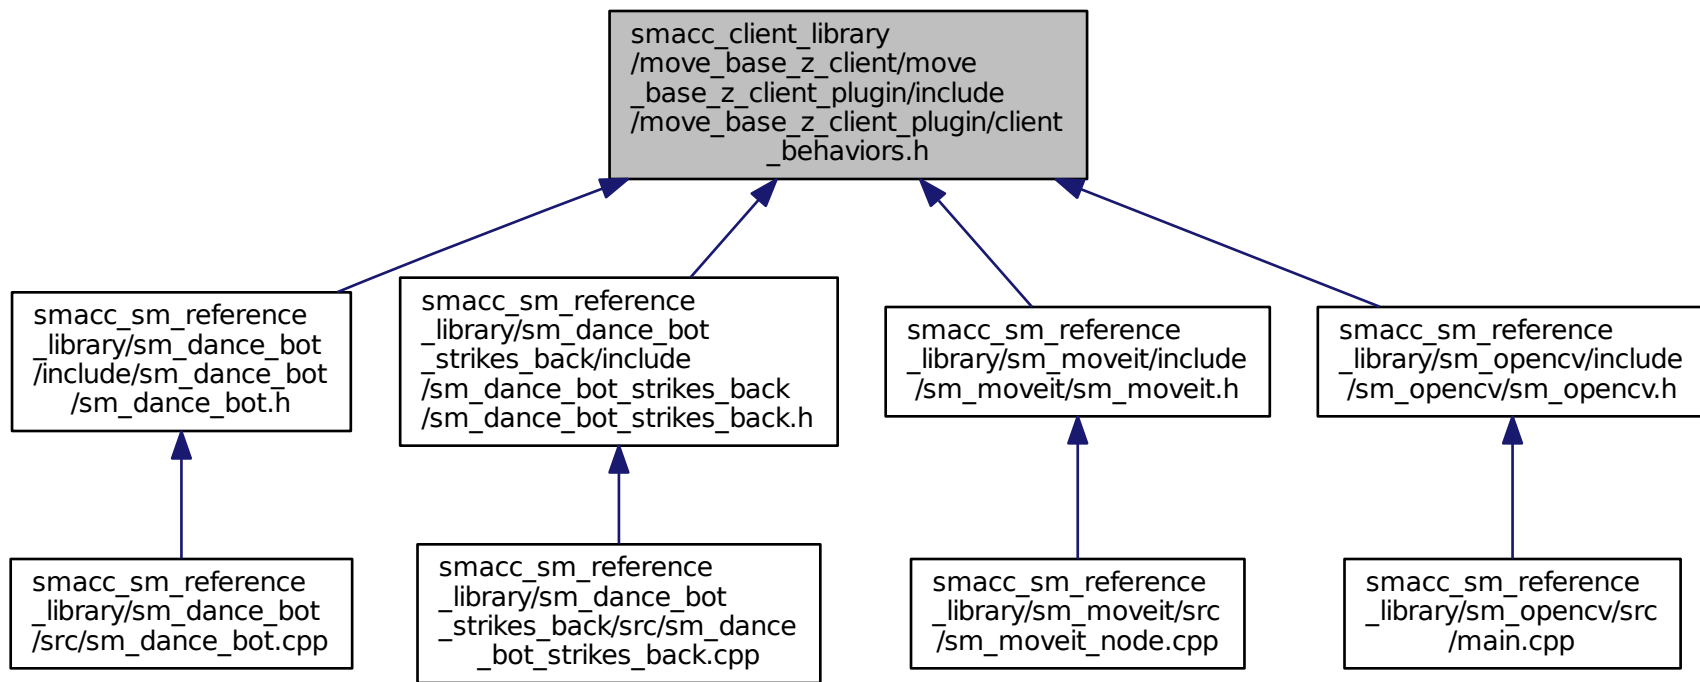 smacc_client_library
/move_base_z_client/move
_base_z_client_plugin/include
/move_base_z_client_plugin/client
_behaviors.h
smacc_sm_reference
_library/sm_dance_bot
/include/sm_dance_bot
/sm_dance_bot.h
smacc_sm_reference
_library/sm_dance_bot
_strikes_back/include
/sm_dance_bot_strikes_back
/sm_dance_bot_strikes_back.h
smacc_sm_reference
_library/sm_moveit/include
/sm_moveit/sm_moveit.h
smacc_sm_reference
_library/sm_opencv/include
/sm_opencv/sm_opencv.h
smacc_sm_reference
_library/sm_dance_bot
/src/sm_dance_bot.cpp
smacc_sm_reference
_library/sm_dance_bot
_strikes_back/src/sm_dance
_bot_strikes_back.cpp
smacc_sm_reference
_library/sm_moveit/src
/sm_moveit_node.cpp
smacc_sm_reference
_library/sm_opencv/src
/main.cpp